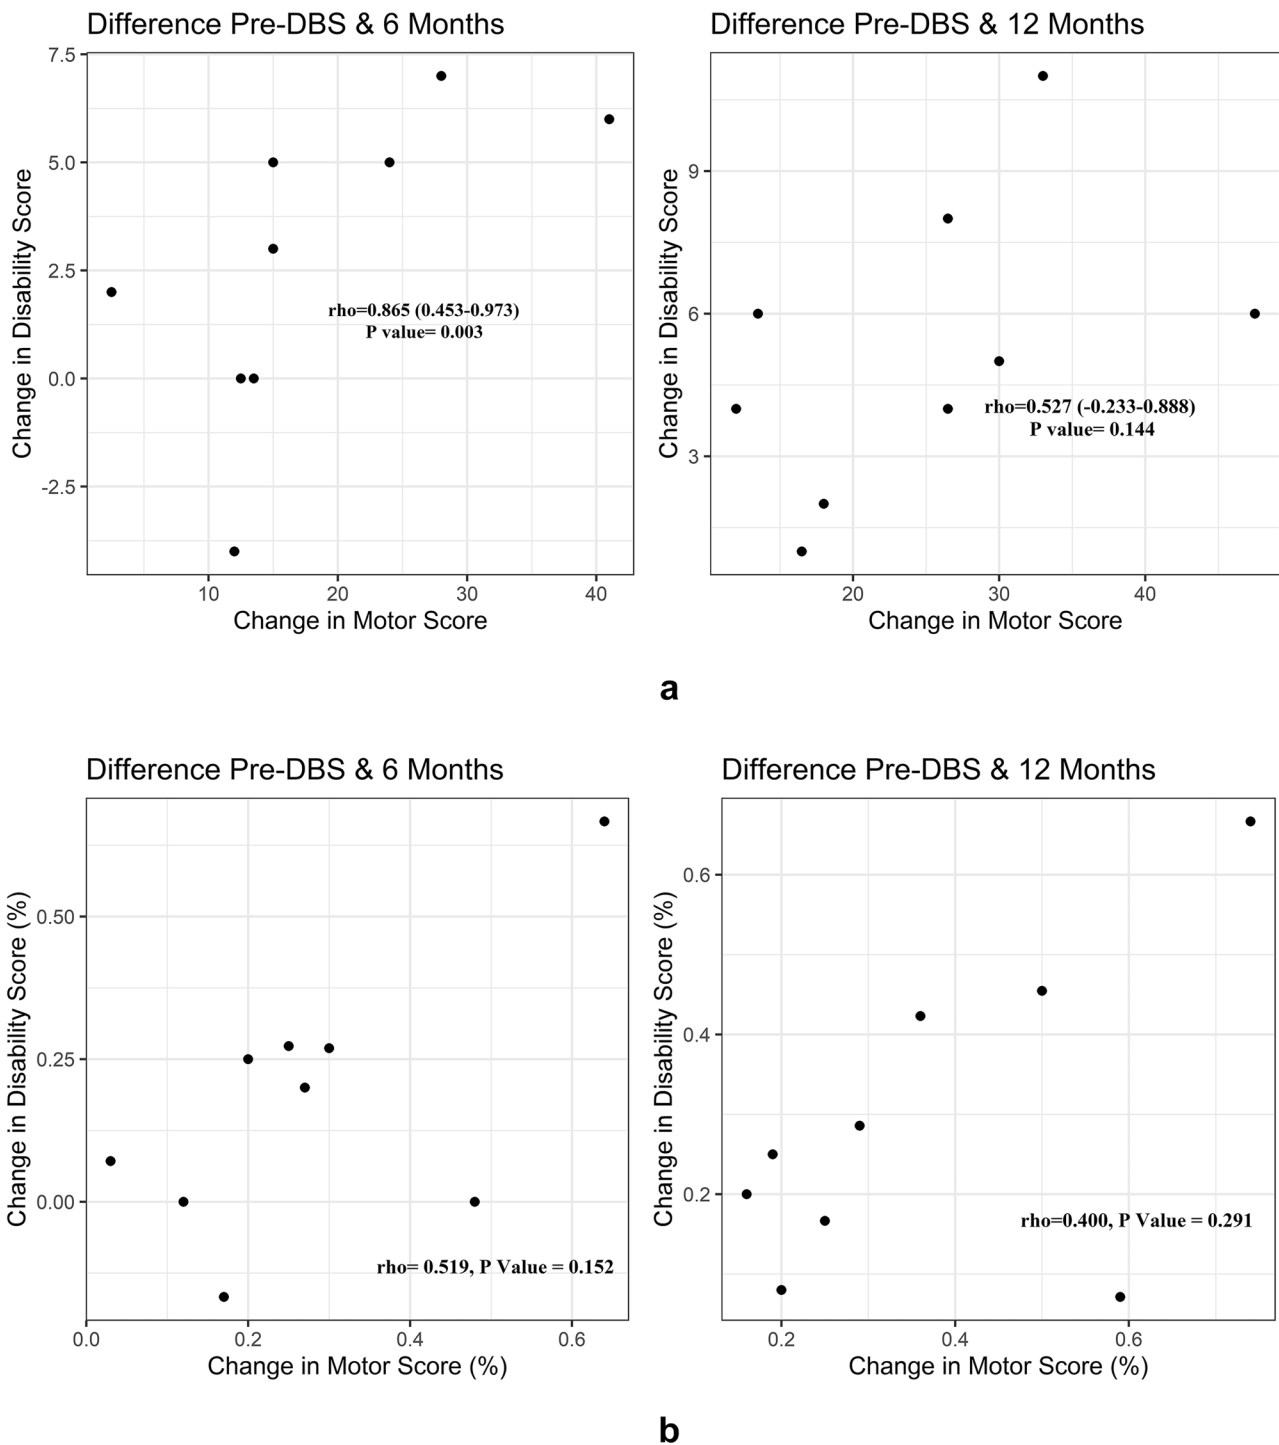 Difference Pre-DBS & 6 Months
7.5
5.0
2.5
0.0
-2.5
Change in Disability Score
rho=0.865 (0.453-0.973)
P value= 0.003
10 20 30 40
Change in Motor Score
Difference Pre-DBS & 12 Months
9
6
3
Change in Disability Score
rho=0.527 (-0.233-0.888)
P value= 0.144
20 30 40
Change in Motor Score
a
Difference Pre-DBS & 6 Months
0.50
0.25
0.00
Change in Disability Score (%)
rho= 0.519, P Value = 0.152
0.0 0.2 0.4 0.6
Change in Motor Score (%)
Difference Pre-DBS & 12 Months
0.6
0.4
0.2
Change in Disability Score (%)
rho=0.400, P Value = 0.291
0.2 0.4 0.6
Change in Motor Score (%)
b